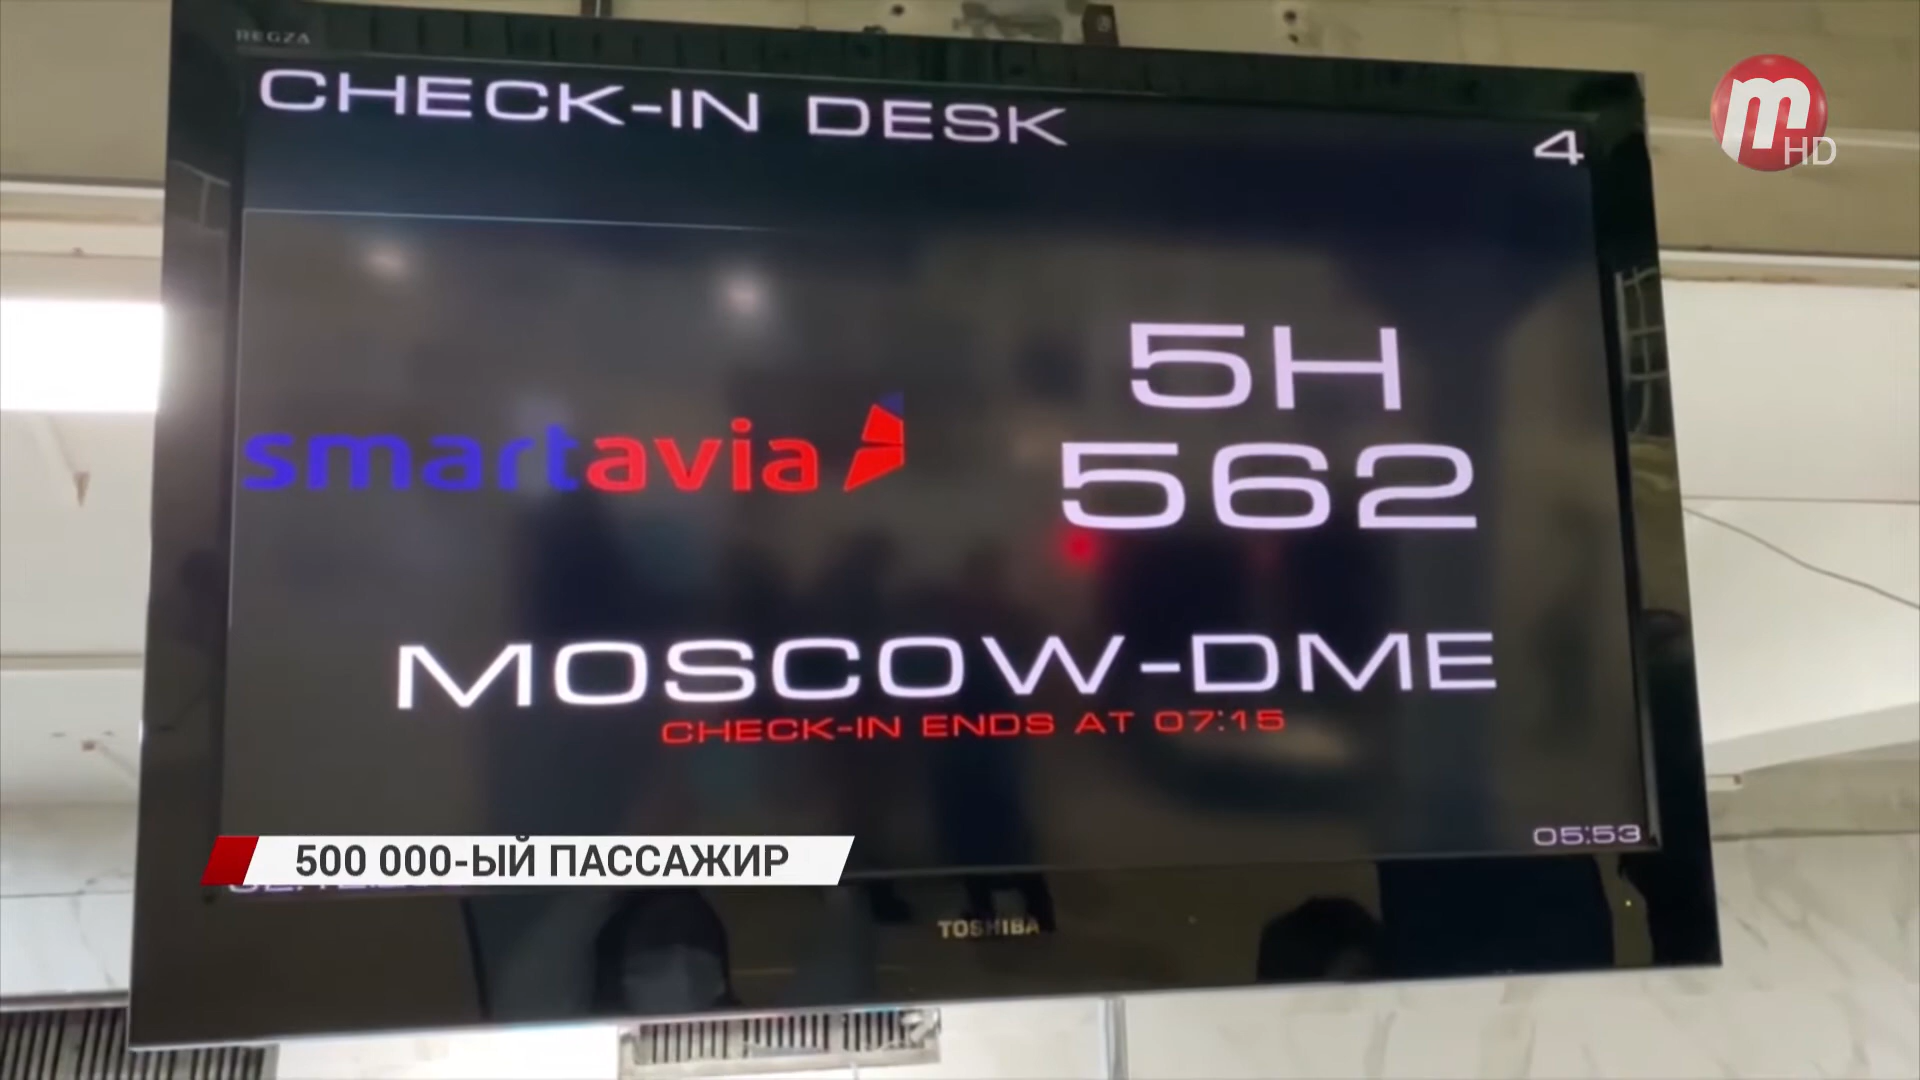 REGZA
CHECK-IN DESK
4
m HD
5H
562
smartavia
MOSCOW-DME
CHECK-IN ENDS AT 07:15
05:53
500 000-ЫЙ ПАССАЖИР
TOSHIBA